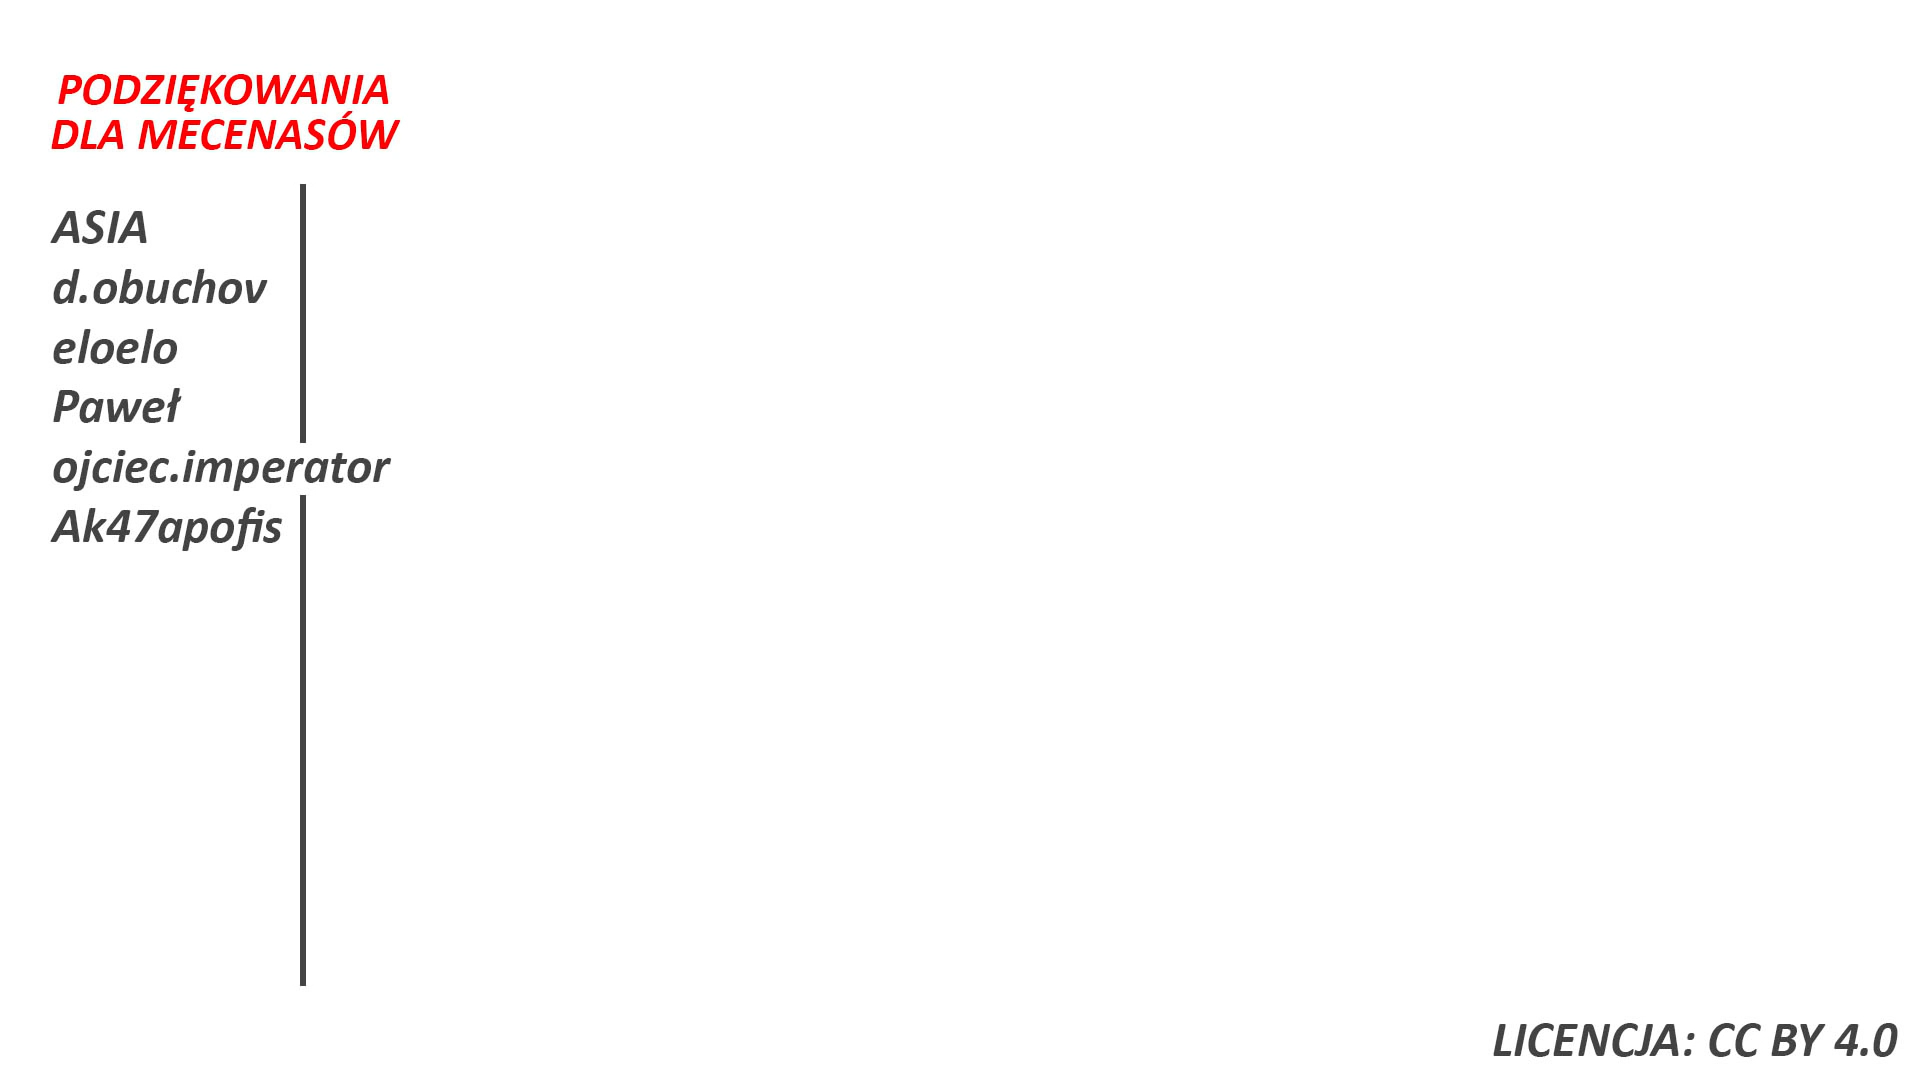 PODZIĘKOWANIA
DLA MECENASÓW
ASIA
d.obuchov
eloelo
Paweł
ojciec.imperator
Ak47apofis
LICENCJA: CC BY 4.0